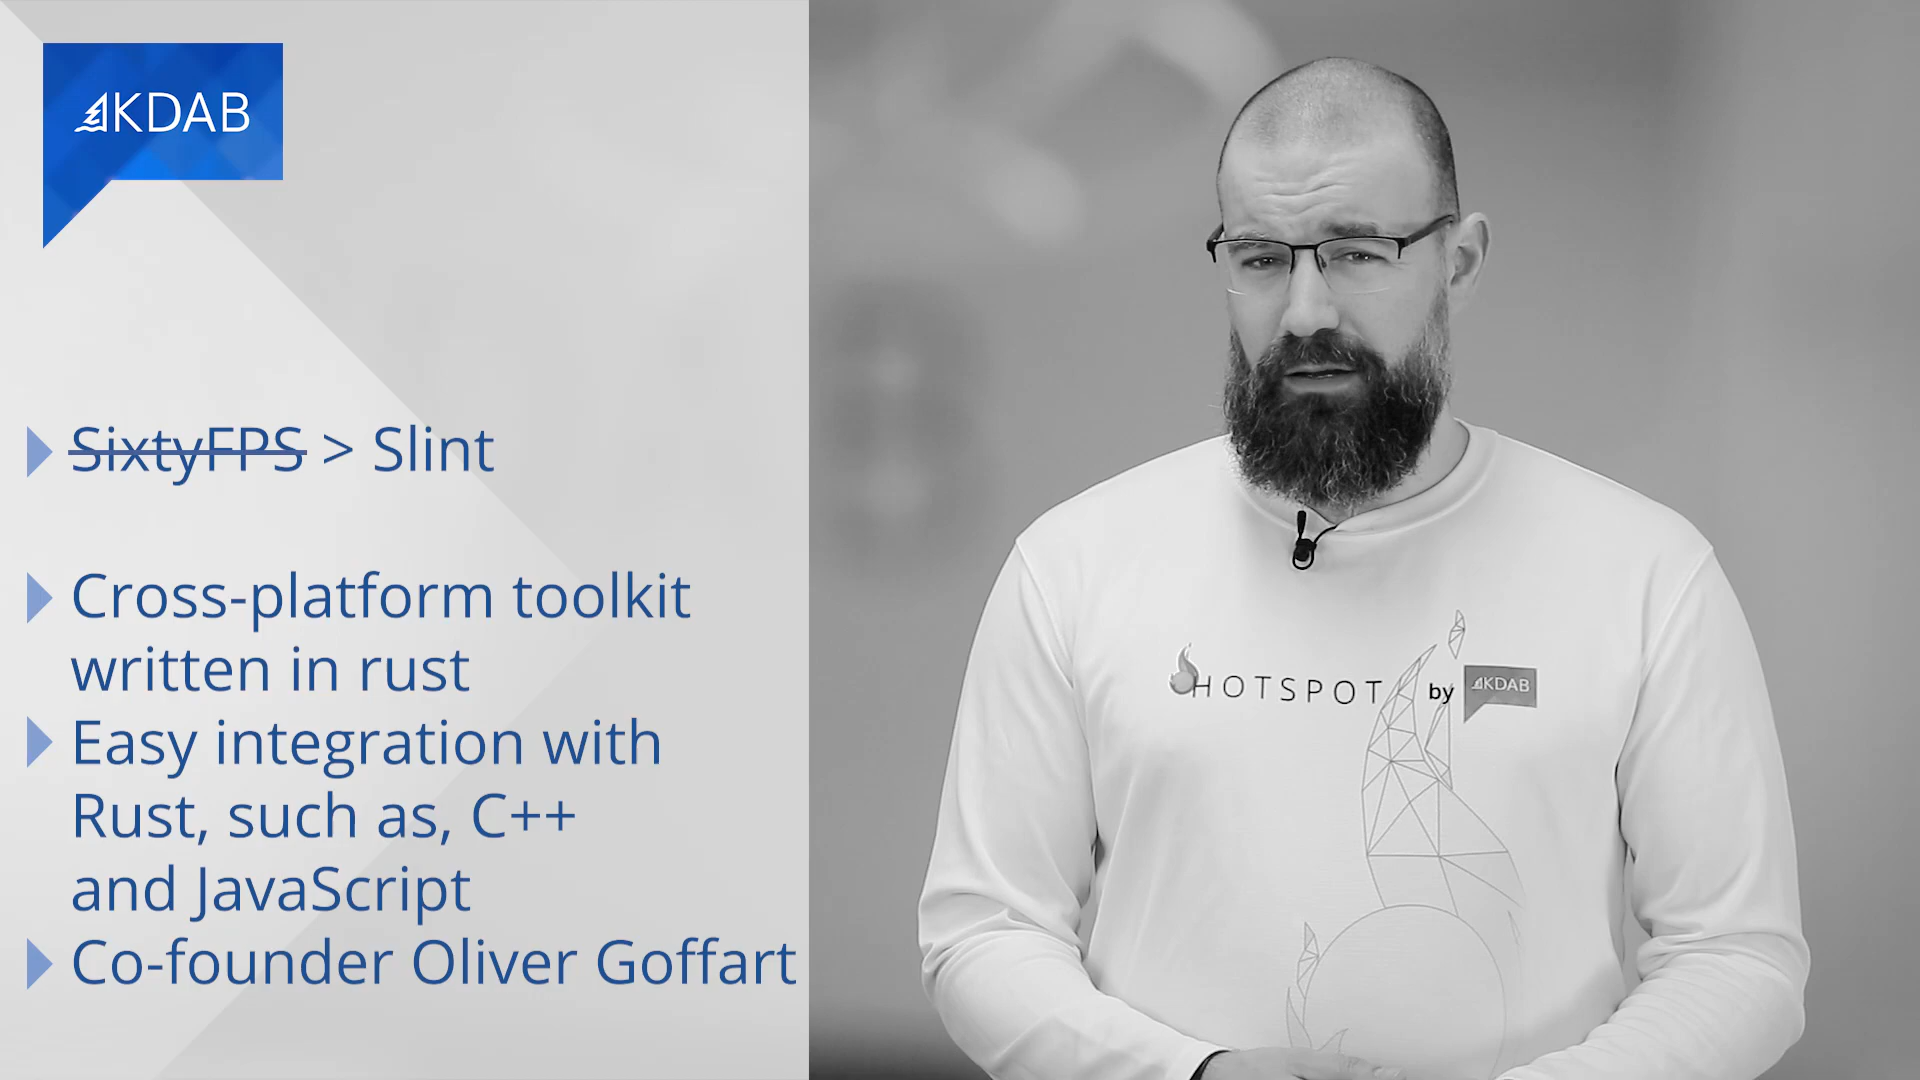 KDAB
SixtyFPS > Slint
Cross-platform toolkit
written in rust
Easy integration with
Rust, such as, C++
and JavaScript
Co-founder Oliver Goffart
HOTSPOT by KDAB